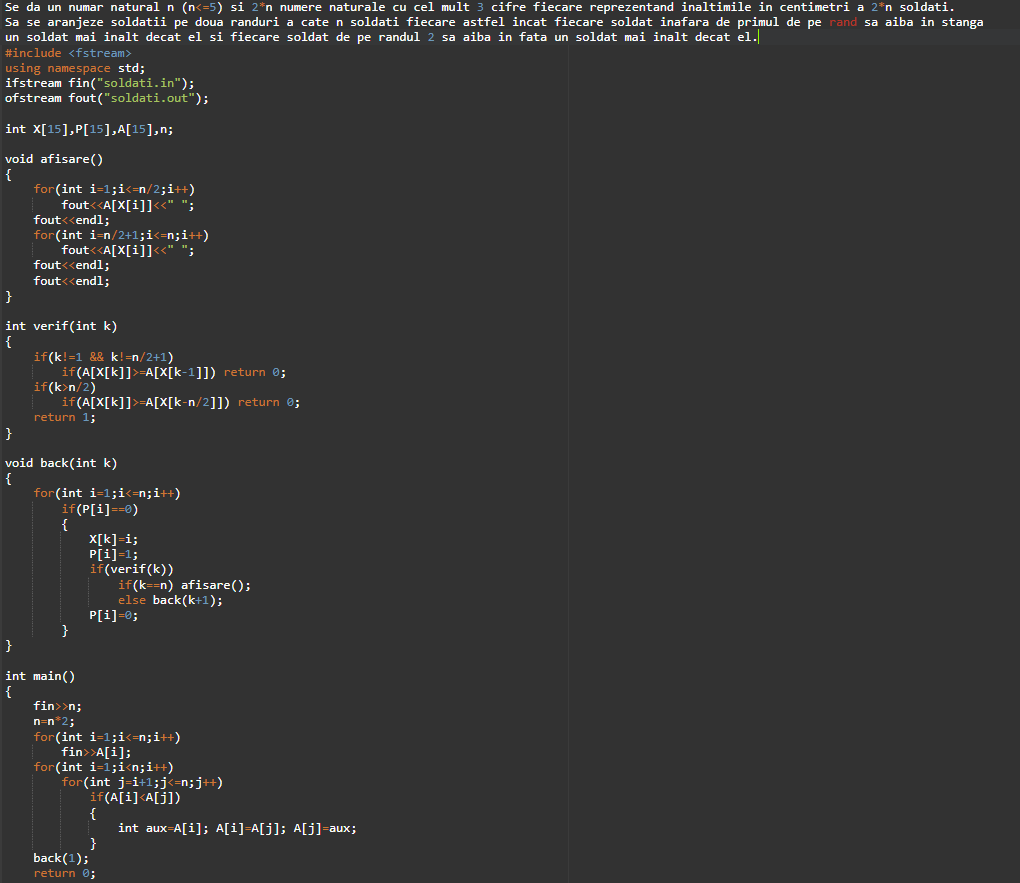 Se da un numar natural n (n<=5) si 2*n numere naturale cu cel mult 3 cifre fiecare reprezentand inaltimile in centimetri a 2*n soldati.
Sa se aranjeze soldatii pe doua randuri a cate n soldati fiecare astfel incat fiecare soldat inafara de primul de pe rand sa aiba in stanga
un soldat mai inalt decat el si fiecare soldat de pe randul 2 sa aiba in fata un soldat mai inalt decat el.
#include <fstream>
using namespace std;
ifstream fin("soldati.in");
ofstream fout("soldati.out");

int X[15],P[15],A[15],n;

void afisare()
{
    for(int i=1;i<=n/2;i++)
        fout<<A[X[i]]<<" ";
    fout<<endl;
    for(int i=n/2+1;i<=n;i++)
        fout<<A[X[i]]<<" ";
    fout<<endl;
    fout<<endl;
}

int verif(int k)
{
    if(k!=1 && k!=n/2+1)
        if(A[X[k]]>=A[X[k-1]]) return 0;
    if(k>n/2)
        if(A[X[k]]>=A[X[k-n/2]]) return 0;
    return 1;
}

void back(int k)
{
    for(int i=1;i<=n;i++)
        if(P[i]==0)
        {
            X[k]=i;
            P[i]=1;
            if(verif(k))
                if(k==n) afisare();
                else back(k+1);
            P[i]=0;
        }
}

int main()
{
    fin>>n;
    n=n*2;
    for(int i=1;i<=n;i++)
        fin>>A[i];
    for(int i=1;i<n;i++)
        for(int j=i+1;j<=n;j++)
            if(A[i]<A[j])
            {
                int aux=A[i]; A[i]=A[j]; A[j]=aux;
            }
    back(1);
    return 0;